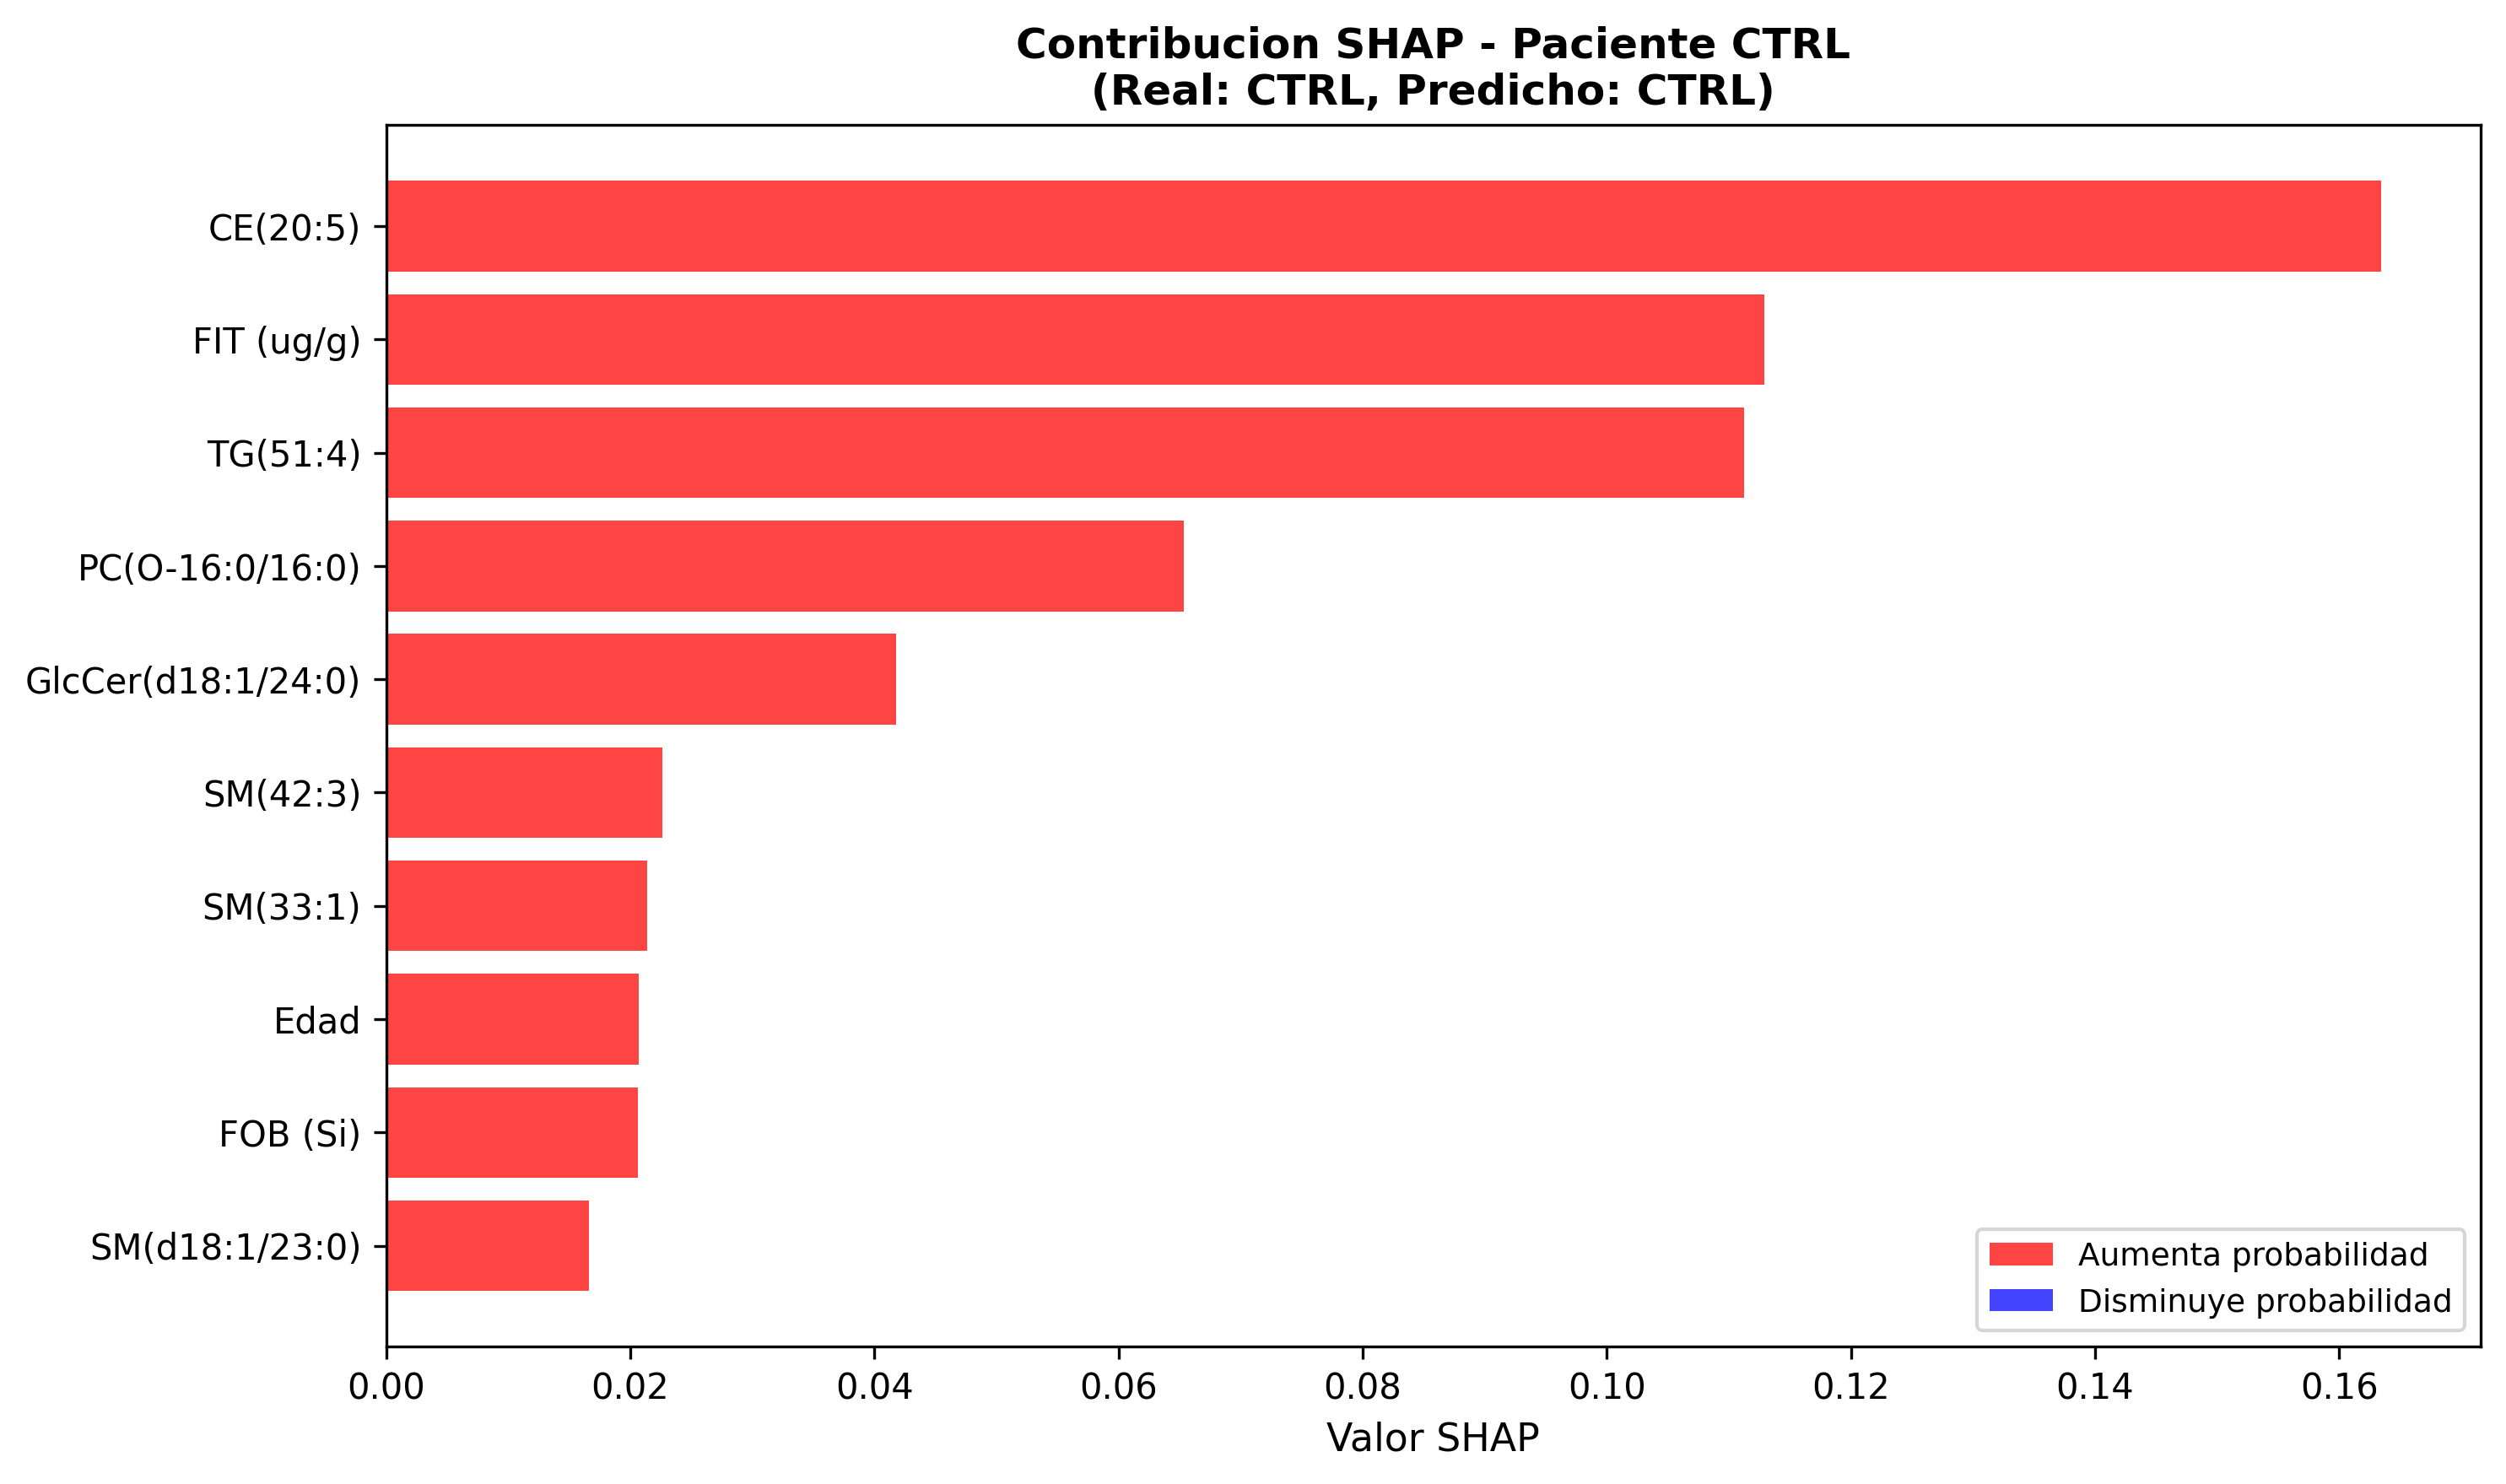 Contribucion SHAP - Paciente CTRL
(Real: CTRL, Predicho: CTRL)
CE(20:5)
FIT (ug/g)
TG(51:4)
PC(O-16:0/16:0)
GlcCer(d18:1/24:0)
SM(42:3)
SM(33:1)
Edad
FOB (Si)
SM(d18:1/23:0)
Aumenta probabilidad
Disminuye probabilidad
0.00 0.02 0.04 0.06 0.08 0.10 0.12 0.14 0.16
Valor SHAP